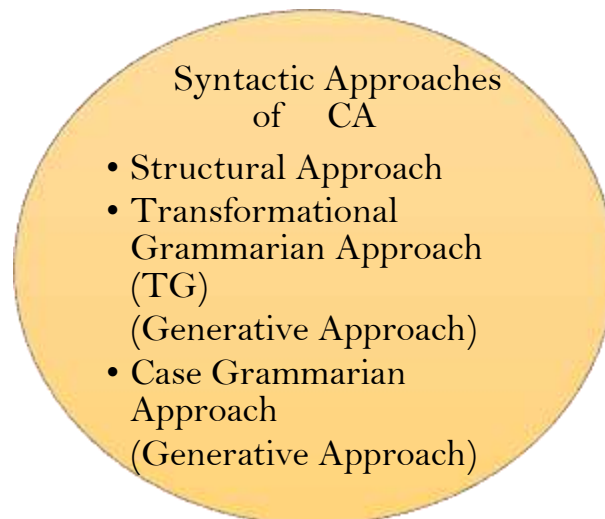 Syntactic Approaches
of CA
• Structural Approach
• Transformational
Grammarian Approach
(TG)
(Generative Approach)
• Case Grammarian
Approach
(Generative Approach)